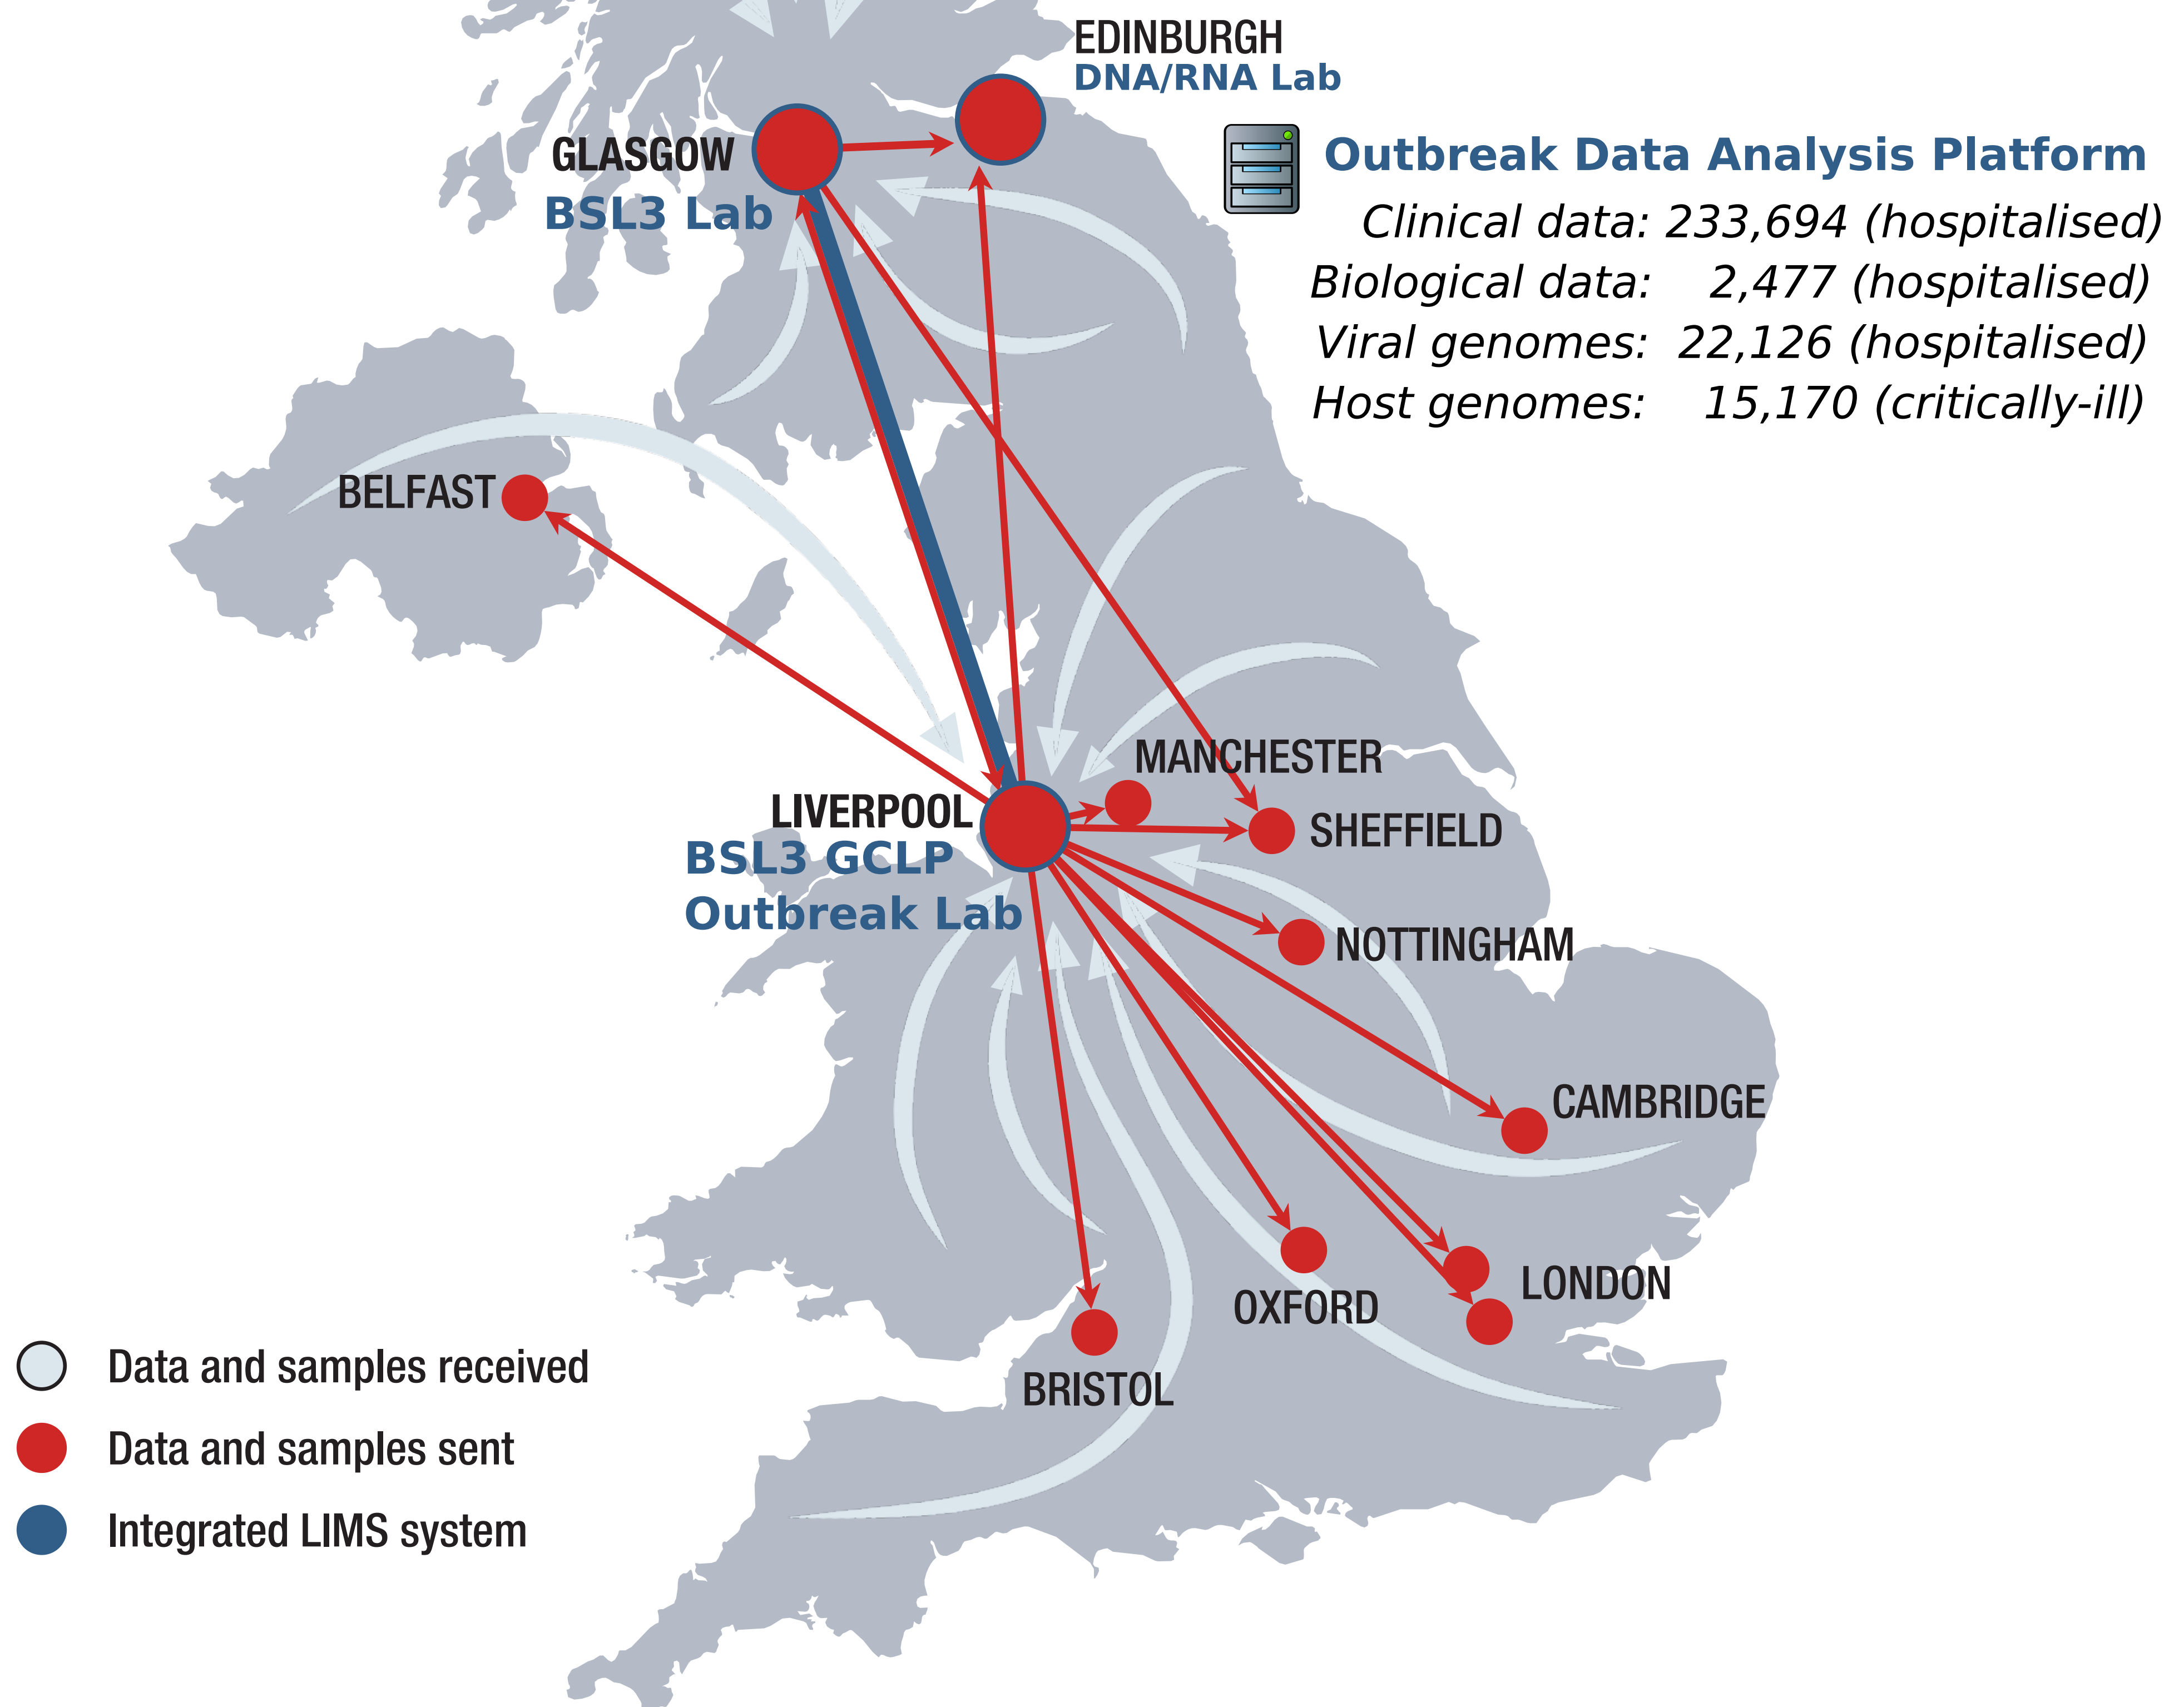 EDINBURGH
DNA/RNA Lab
GLASGOW
BSL3 Lab
Outbreak Data Analysis Platform
Clinical data: 233,694 (hospitalised)
Biological data: 2,477 (hospitalised)
Viral genomes: 22,126 (hospitalised)
Host genomes: 15,170 (critically-ill)
BELFAST
MANCHESTER
LIVERPOOL
BSL3 GCLP
Outbreak Lab
SHEFFIELD
NOTTINGHAM
CAMBRIDGE
LONDON
OXFORD
BRISTOL
Data and samples received
Data and samples sent
Integrated LIMS system